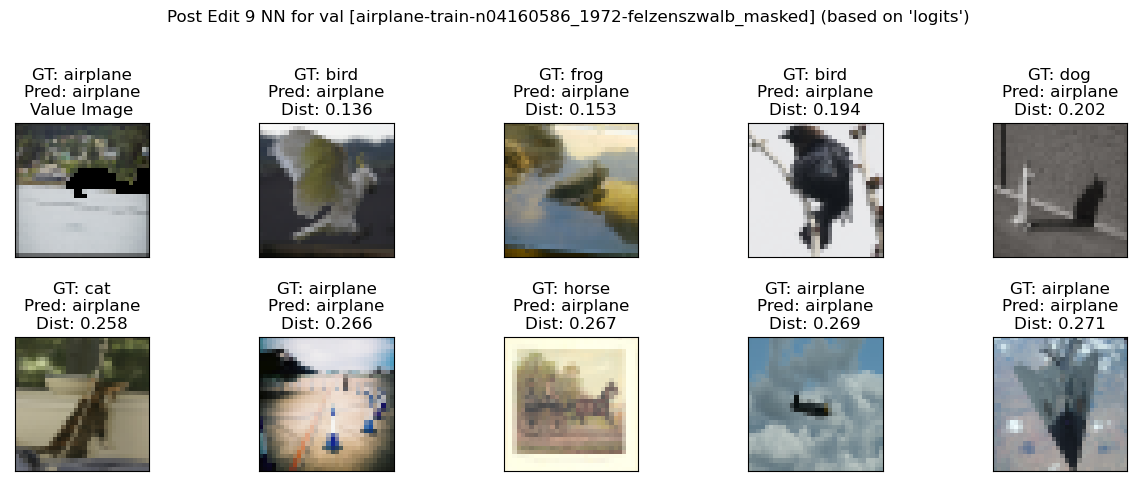 Post Edit 9 NN for val [airplane-train-n04160586_1972-felzenszwalb_masked] (based on 'logits')
GT: airplane
Pred: airplane
Value Image
GT: bird
Pred: airplane
Dist: 0.136
GT: frog
Pred: airplane
Dist: 0.153
GT: bird
Pred: airplane
Dist: 0.194
GT: dog
Pred: airplane
Dist: 0.202
GT: cat
Pred: airplane
Dist: 0.258
GT: airplane
Pred: airplane
Dist: 0.266
GT: horse
Pred: airplane
Dist: 0.267
GT: airplane
Pred: airplane
Dist: 0.269
GT: airplane
Pred: airplane
Dist: 0.271